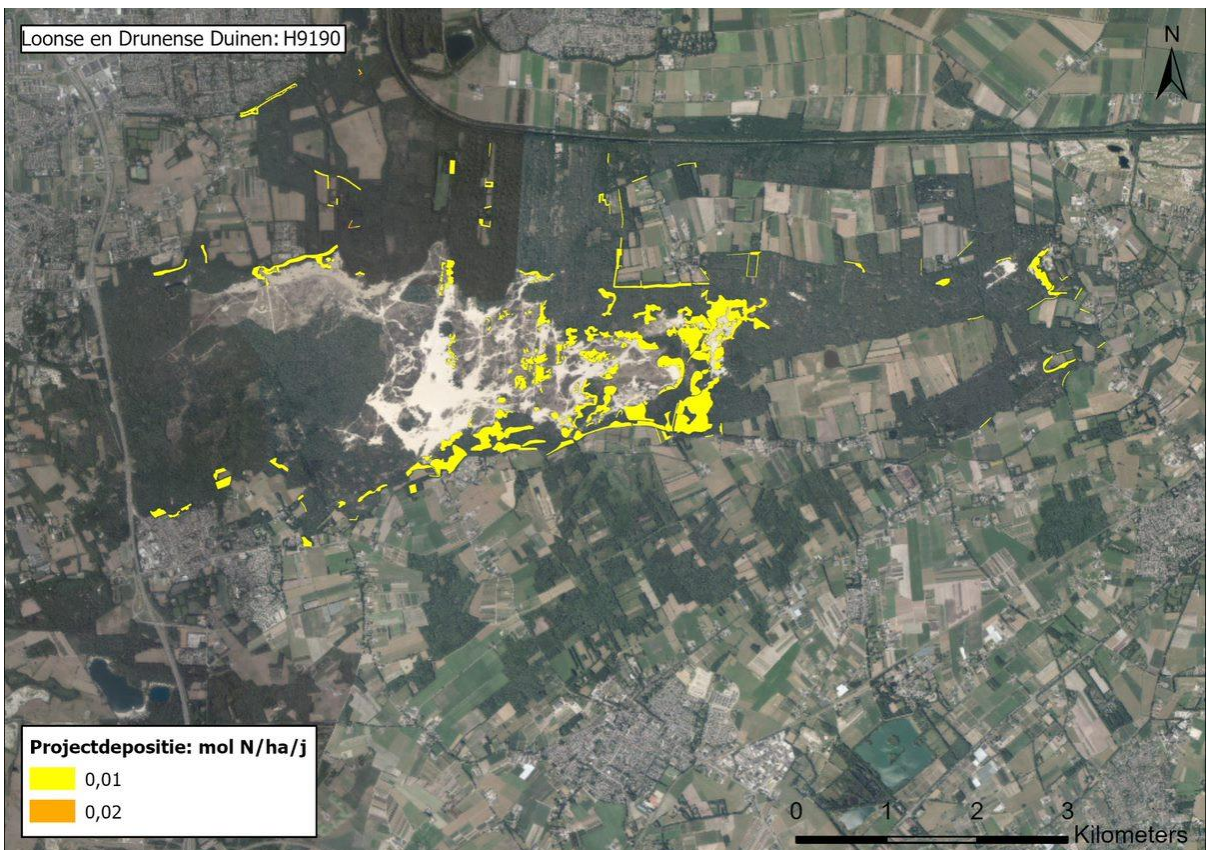 Loonse en Drunense Duinen: H9190
N
Projectdepositie: mol N/ha/j
0,01
0,02
0 1 2 3
Kilometers